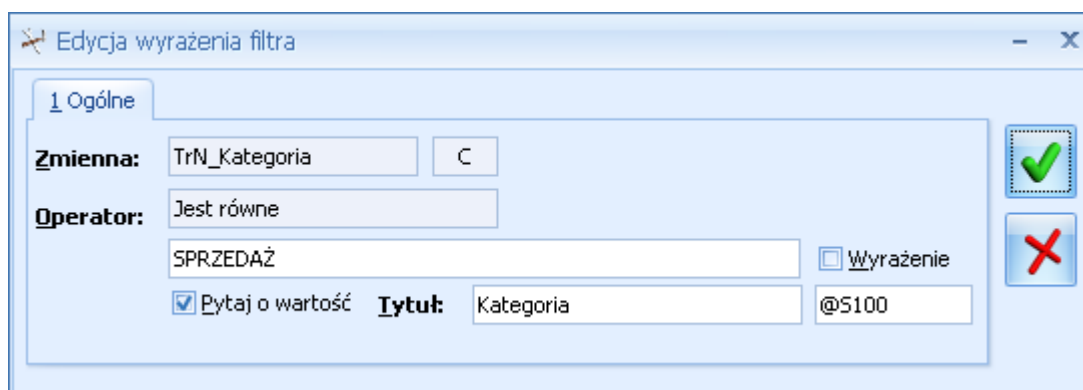 Edycja wyrażenia filtra
1 Ogólne
Zmienna: TrN_Kategoria C
Operator: Jest równe
SPRZEDAŻ Wyrażenie
Pytaj o wartość Tytuł: Kategoria @S100